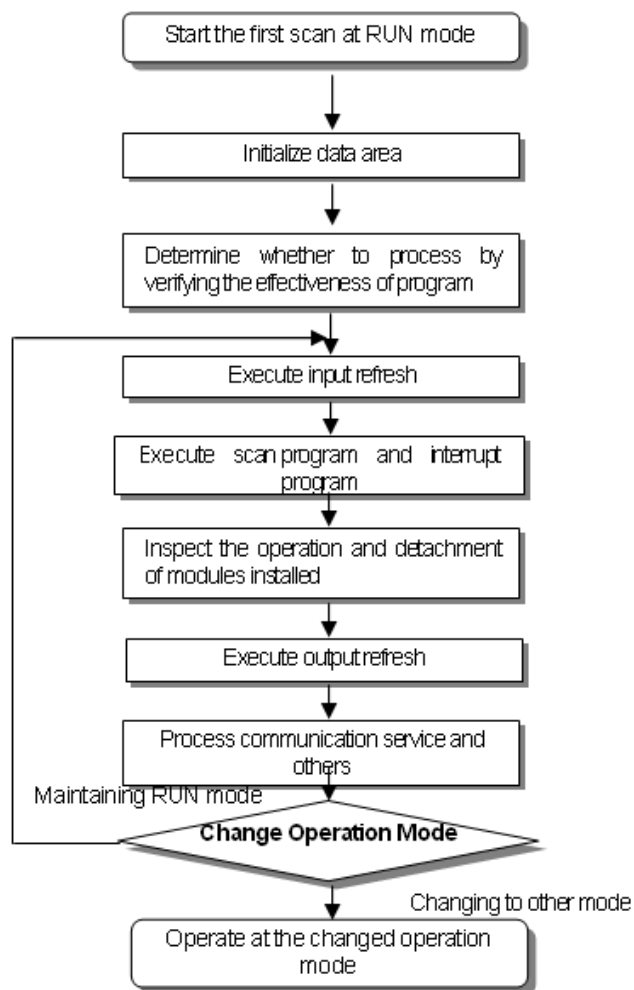 Start the first scan at RUN mode
Initialize data area
Determine whether to process by
verifying the effectiveness of program
Execute input refresh
Execute scan program and interrupt
program
Inspect the operation and detachment
of modules installed
Execute output refresh
Process communication service and
others
Maintaining RUN mode
Change Operation Mode
Changing to other mode
Operate at the changed operation
mode